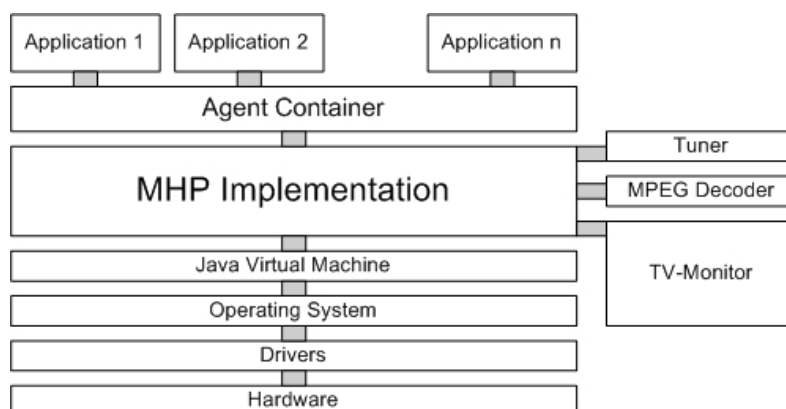 Application 1
Application 2
Application n
Agent Container
MHP Implementation
Tuner
MPEG Decoder
TV-Monitor
Java Virtual Machine
Operating System
Drivers
Hardware